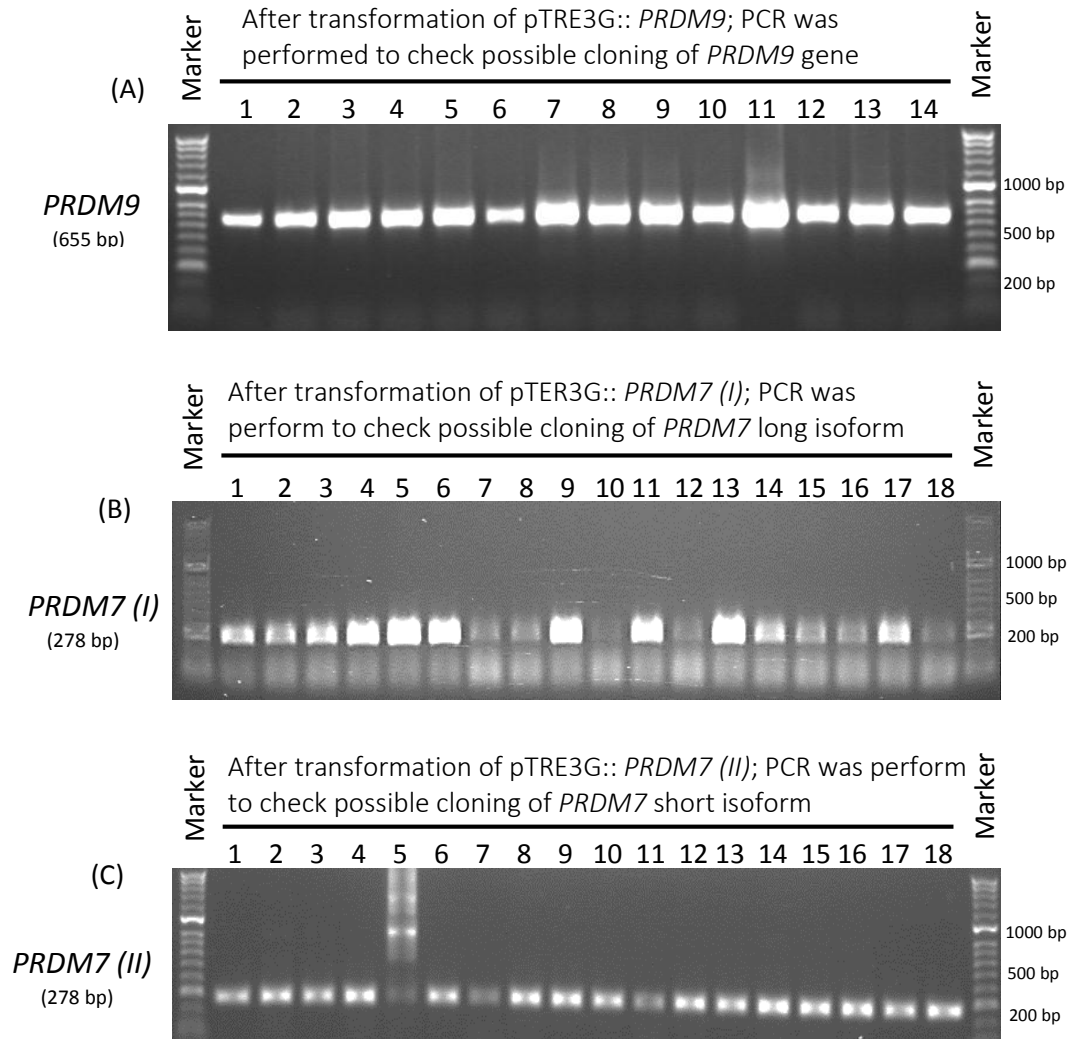 After transformation of pTRE3G:: PRDM9; PCR was
performed to check possible cloning of PRDM9 gene
Marker
Marker
(A)
1 2 3 4 5 6 7 8 9 10 11 12 13 14
PRDM9
(655 bp)
1000 bp
500 bp
200 bp
After transformation of pTER3G:: PRDM7 (I); PCR was
perform to check possible cloning of PRDM7 long isoform
Marker
Marker
(B)
1 2 3 4 5 6 7 8 9 10 11 12 13 14 15 16 17 18
PRDM7 (I)
(278 bp)
1000 bp
500 bp
200 bp
After transformation of pTRE3G:: PRDM7 (II); PCR was perform
to check possible cloning of PRDM7 short isoform
Marker
Marker
(C)
1 2 3 4 5 6 7 8 9 10 11 12 13 14 15 16 17 18
PRDM7 (II)
(278 bp)
1000 bp
500 bp
200 bp